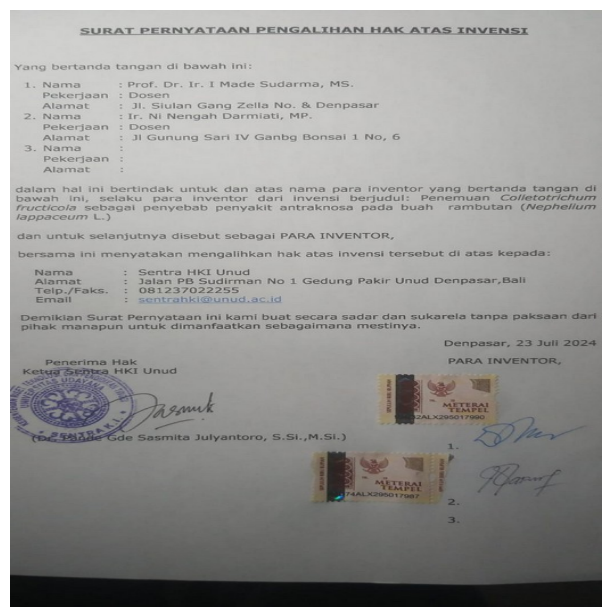 SURAT PERNYATAAN PENGALIHAN HAK ATAS INVENSI
Yang bertanda tangan di bawah ini:
1. Nama : Prof. Dr. Ir. I Made Sudarma, MS.
Pekerjaan : Dosen
Alamat : Jl. Siulan Gang Zella No. & Denpasar
2. Nama : Ir. Ni Nengah Darmiati, MP.
Pekerjaan : Dosen
Alamat : Jl Gunung Sari IV Ganbg Bonsai 1 No, 6
3. Nama :
Pekerjaan :
Alamat :
dalam hal ini bertindak untuk dan atas nama para inventor yang bertanda tangan di
bawah ini, selaku para inventor dari invensi berjudul: Penemuan Colletotrichum
fructicola sebagai penyebab penyakit antraknosa pada buah rambutan (Nephelium
lappaceum L.)
dan untuk selanjutnya disebut sebagai PARA INVENTOR,
bersama ini menyatakan mengalihkan hak atas invensi tersebut di atas kepada:
Nama : Sentra HKI Unud
Alamat : Jalan PB Sudirman No 1 Gedung Pakir Unud Denpasar,Bali
Telp./Faks. : 081237022255
Email : sentrahki@unud.ac.id
Demikian Surat Pernyataan ini kami buat secara sadar dan sukarela tanpa paksaan dari
pihak manapun untuk dimanfaatkan sebagaimana mestinya.
Denpasar, 23 Juli 2024
Penerima Hak PARA INVENTOR,
Ketua Sentra HKI Unud
METERAI
TEMPEL
ALX295017990
Gde Sasmita Julyantoro, S.Si.,M.Si.)
1.
METERAI
TEMPEL
74ALX295017987
2.
3.